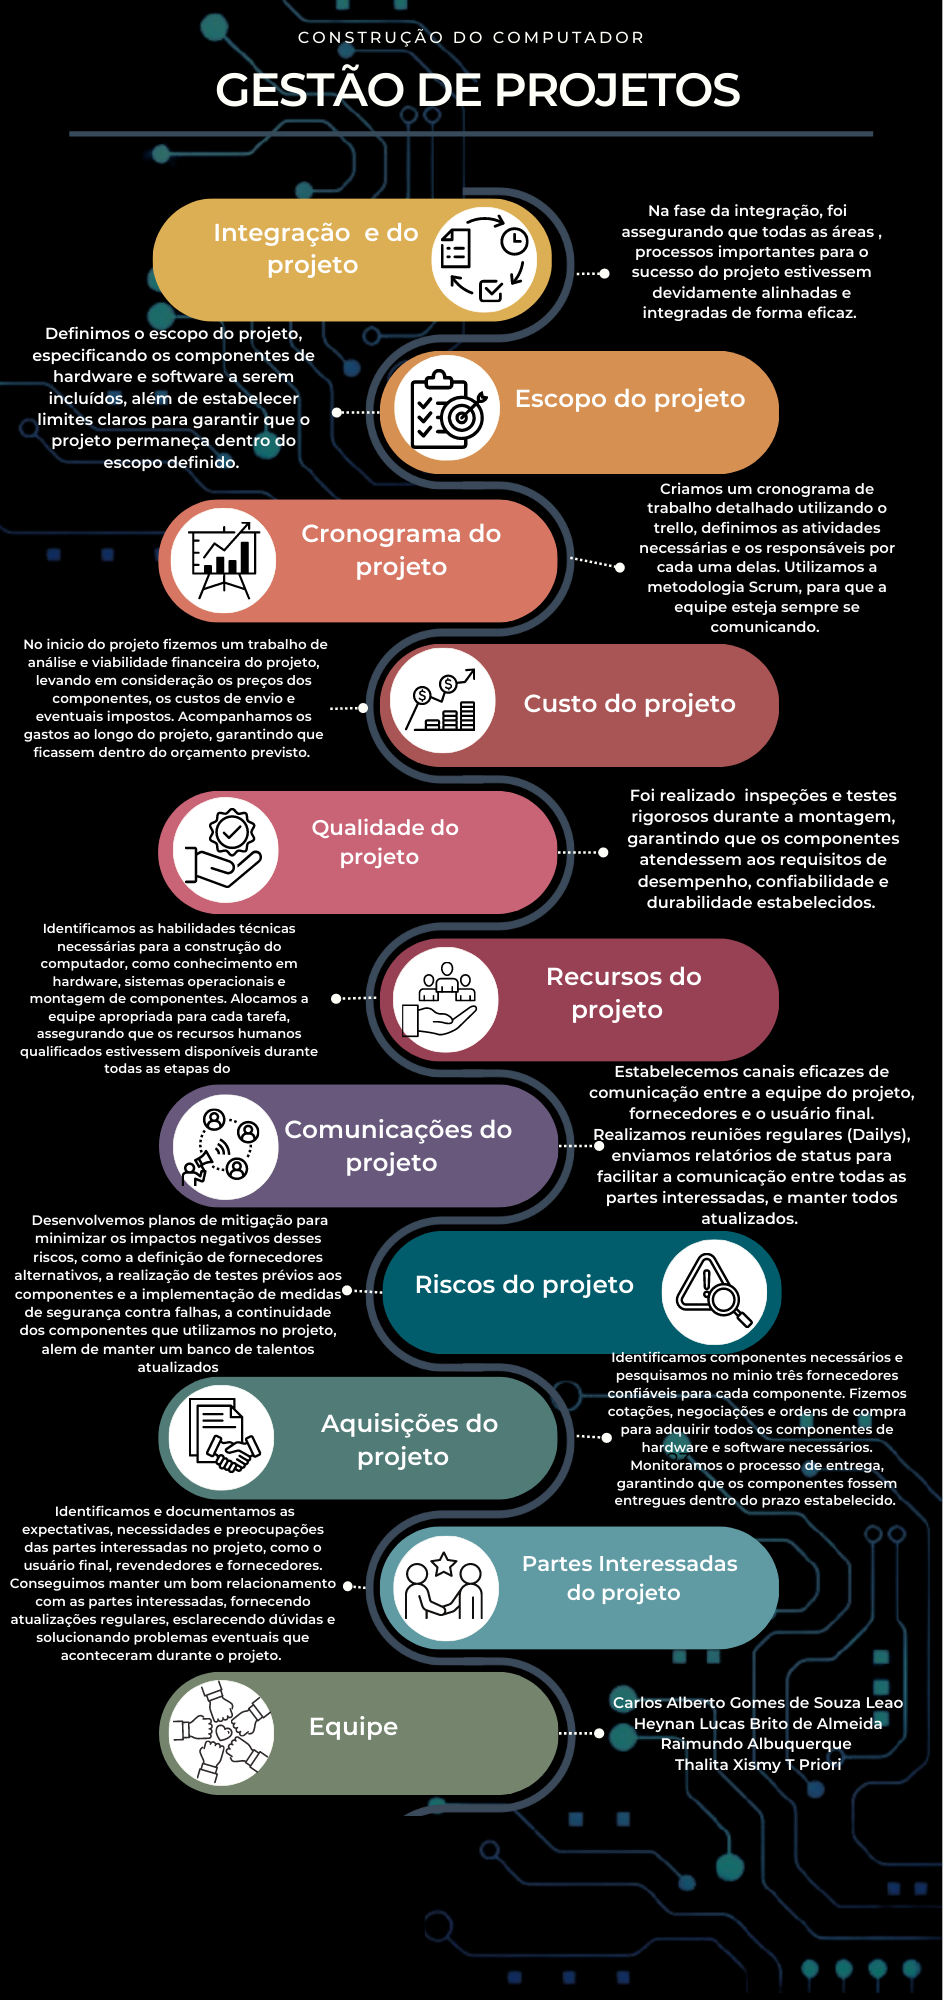 CONSTRUÇÃO DO COMPUTADOR
GESTÃO DE PROJETOS
Integração e do
projeto
Na fase da integração, foi
assegurando que todas as áreas ,
processos importantes para o
sucesso do projeto estivessem
devidamente alinhadas e
integradas de forma eficaz.
Definimos o escopo do projeto,
especificando os componentes de
hardware e software a serem
incluídos, além de estabelecer
limites claros para garantir que o
projeto permaneça dentro do
escopo definido.
Escopo do projeto
Cronograma do
projeto
Criamos um cronograma de
trabalho detalhado utilizando o
trello, definimos as atividades
necessárias e os responsáveis por
cada uma delas. Utilizamos a
metodologia Scrum, para que a
equipe esteja sempre se
comunicando.
No inicio do projeto fizemos um trabalho de
análise e viabilidade financeira do projeto,
levando em consideração os preços dos
componentes, os custos de envio e
eventuais impostos. Acompanhamos os
gastos ao longo do projeto, garantindo que
ficassem dentro do orçamento previsto.
$
$
Custo do projeto
Qualidade do
projeto
Foi realizado inspeções e testes
rigorosos durante a montagem,
garantindo que os componentes
atendessem aos requisitos de
desempenho, confiabilidade e
durabilidade estabelecidos.
Identificamos as habilidades técnicas
necessárias para a construção do
computador, como conhecimento em
hardware, sistemas operacionais e
montagem de componentes. Alocamos a
equipe apropriada para cada tarefa,
assegurando que os recursos humanos
qualificados estivessem disponíveis durante
todas as etapas do
Recursos do
projeto
Comunicações do
projeto
Estabelecemos canais eficazes de
comunicação entre a equipe do projeto,
fornecedores e o usuário final.
Realizamos reuniões regulares (Dailys),
enviamos relatórios de status para
facilitar a comunicação entre todas as
partes interessadas, e manter todos
atualizados.
Desenvolvemos planos de mitigação para
minimizar os impactos negativos desses
riscos, como a definição de fornecedores
alternativos, a realização de testes prévios aos
componentes e a implementação de medidas
de segurança contra falhas, a continuidade
dos componentes que utilizamos no projeto,
alem de manter um banco de talentos
atualizados
Riscos do projeto
Aquisições do
projeto
Identificamos componentes necessários e
pesquisamos no minio três fornecedores
confiáveis para cada componente. Fizemos
cotações, negociações e ordens de compra
para adquirir todos os componentes de
hardware e software necessários.
Monitoramos o processo de entrega,
garantindo que os componentes fossem
entregues dentro do prazo estabelecido.
Identificamos e documentamos as
expectativas, necessidades e preocupações
das partes interessadas no projeto, como o
usuário final, revendedores e fornecedores.
Conseguimos manter um bom relacionamento
com as partes interessadas, fornecendo
atualizações regulares, esclarecendo dúvidas e
solucionando problemas eventuais que
aconteceram durante o projeto.
Partes Interessadas
do projeto
Equipe
Carlos Alberto Gomes de Souza Leao
Heynan Lucas Brito de Almeida
Raimundo Albuquerque
Thalita Xismy T Priori